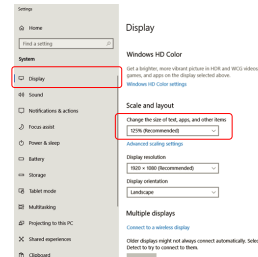 Settings
Home
Find a setting
System
Display
Sound
Notifications & actions
Focus assist
Power & sleep
Battery
Storage
Tablet mode
Multitasking
Projecting to this PC
Shared experiences
Clipboard
Display
Windows HD Color
Get a brighter, more vibrant picture in HDR and WCG videos
games, and apps on the display selected above.
Windows HD Color settings
Scale and layout
Change the size of text, apps, and other items
125% (Recommended)
Advanced scaling settings
Display resolution
1920 × 1080 (Recommended)
Display orientation
Landscape
Multiple displays
Connect to a wireless display
Older displays might not always connect automatically. Selec
Detect to try to connect to them.